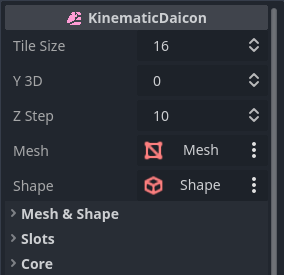 KinematicDaicon
Tile Size 16
Y 3D 0
Z Step 10
Mesh Mesh
Shape Shape
Mesh & Shape
Slots
Core